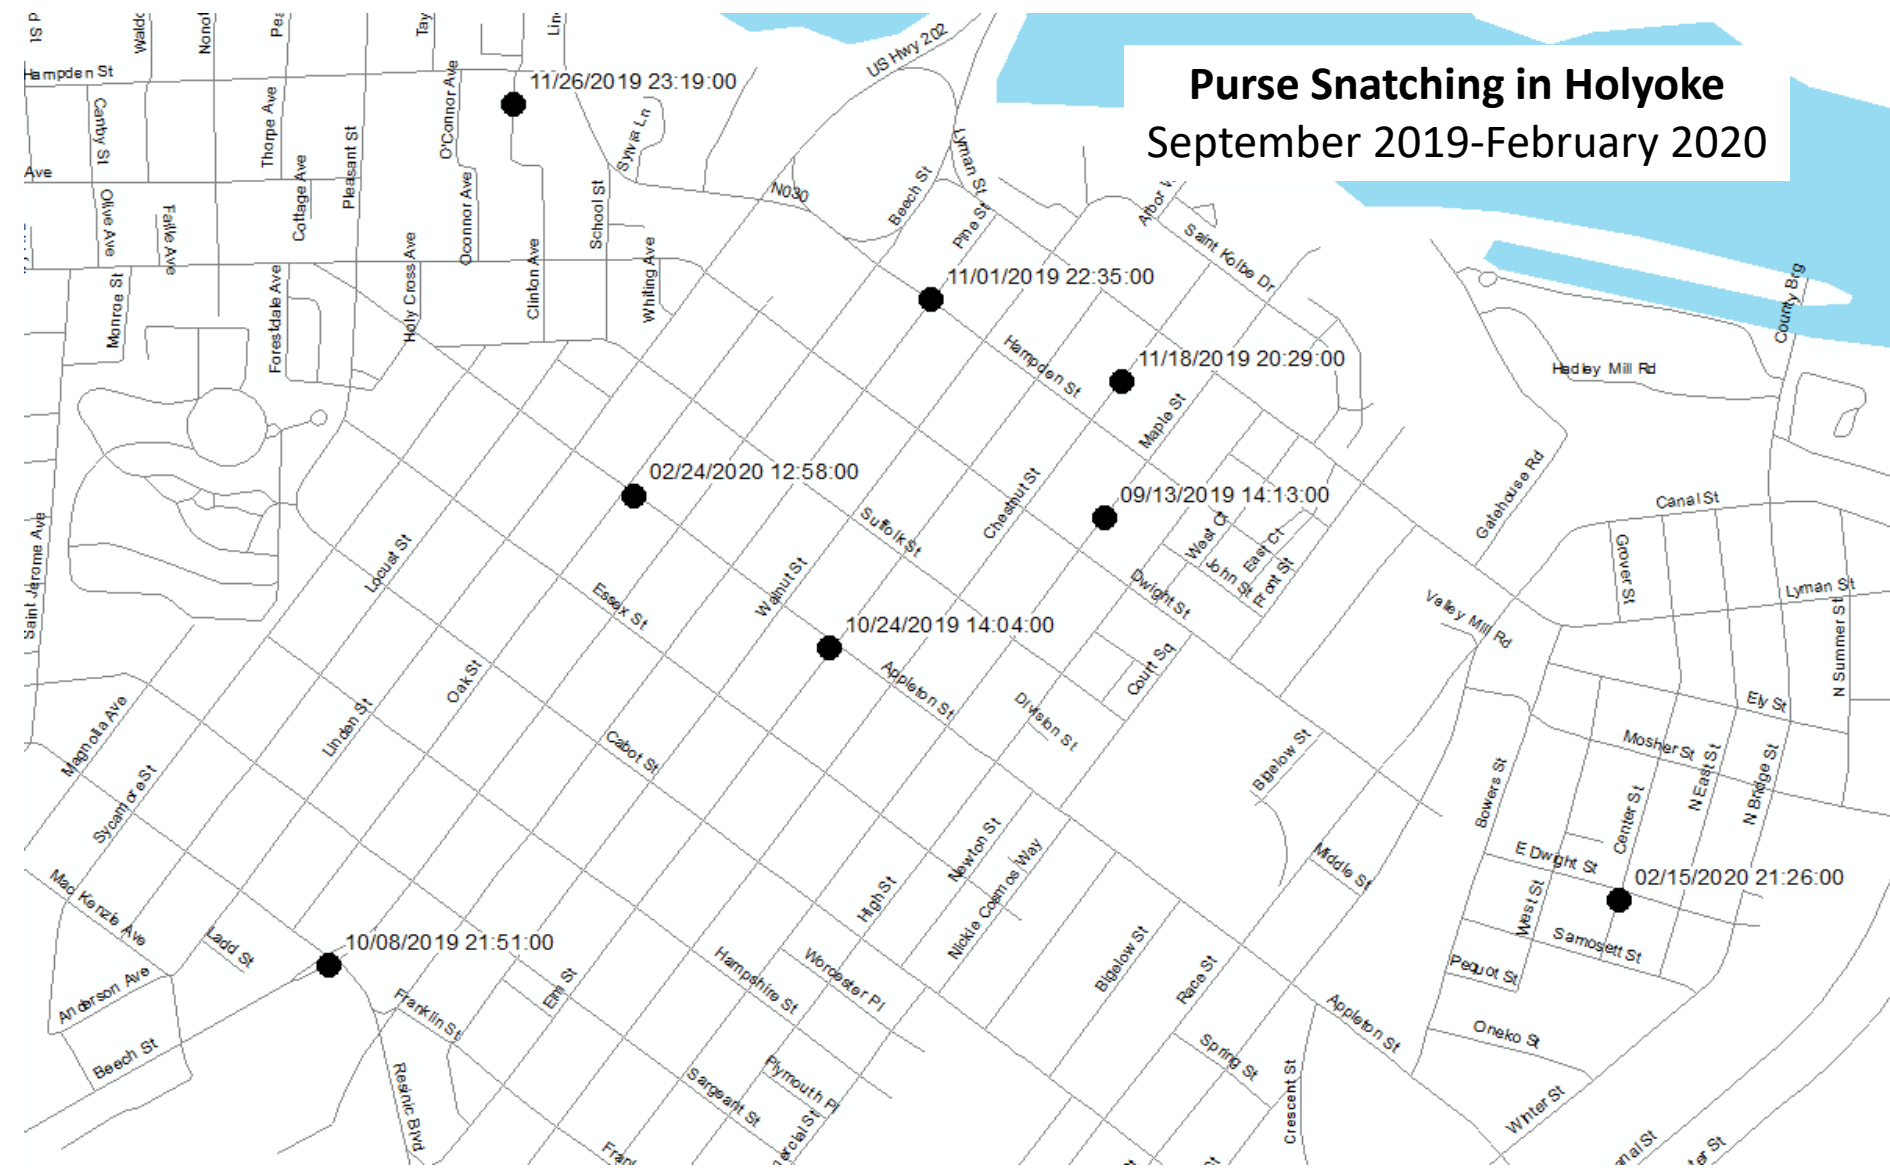 Purse Snatching in Holyoke
September 2019-February 2020
Hampden St
US Hwy 202
11/26/2019 23:19:00
Canby St
Thorpe Ave
O'Connor Ave
Pleasant St
Sylvia Ln
Lyman St
Ave
Olive Ave
Faille Ave
Cottage Ave
Oconnor Ave
School St
N030
Beech St
Pine St
Saint Kolbe Dr
Monroe St
Forestdale Ave
Holy Cross Ave
Clinton Ave
Whiting Ave
11/01/2019 22:35:00
County Brg
Hampden St
11/18/2019 20:29:00
Hadley Mill Rd
Maple St
02/24/2020 12:58:00
Chestnut St
09/13/2019 14:13:00
Gatehouse Rd
Canal St
Saint Jerome Ave
Locust St
Suffolk St
West Ct
East Ct
John St
Front St
Grover St
Lyman St
Essex St
Walnut St
Dwight St
Valley Mill Rd
N Summer St
10/24/2019 14:04:00
Appleton St
Court Sq
Division St
Ely St
Magnolia Ave
Linden St
Oak St
Cabot St
Bigelow St
Mosher St
N East St
N Bridge St
Sycamore St
Bowers St
Center St
Newton St
Nickle Cosmos Way
Middle St
E Dwight St
02/15/2020 21:26:00
Mac Kenzie Ave
Ladd St
High St
West St
Samosett St
10/08/2019 21:51:00
Anderson Ave
Elm St
Hampshire St
Worcester Pl
Bigelow St
Race St
Pequot St
Franklin St
Appleton St
Oneko St
Beech St
Resnic Blvd
Sargeant St
Plymouth Pl
Spring St
Crescent St
Winter St